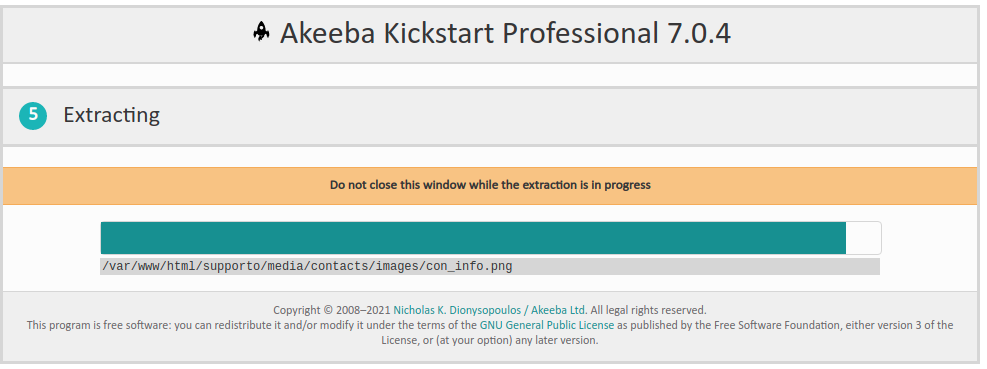 Akeeba Kickstart Professional 7.0.4
5 Extracting
Do not close this window while the extraction is in progress
/var/www/html/supporto/media/contacts/images/con_info.png
Copyright © 2008–2021 Nicholas K. Dionysopoulos / Akeeba Ltd. All legal rights reserved.
This program is free software: you can redistribute it and/or modify it under the terms of the GNU General Public License as published by the Free Software Foundation, either version 3 of the
License, or (at your option) any later version.